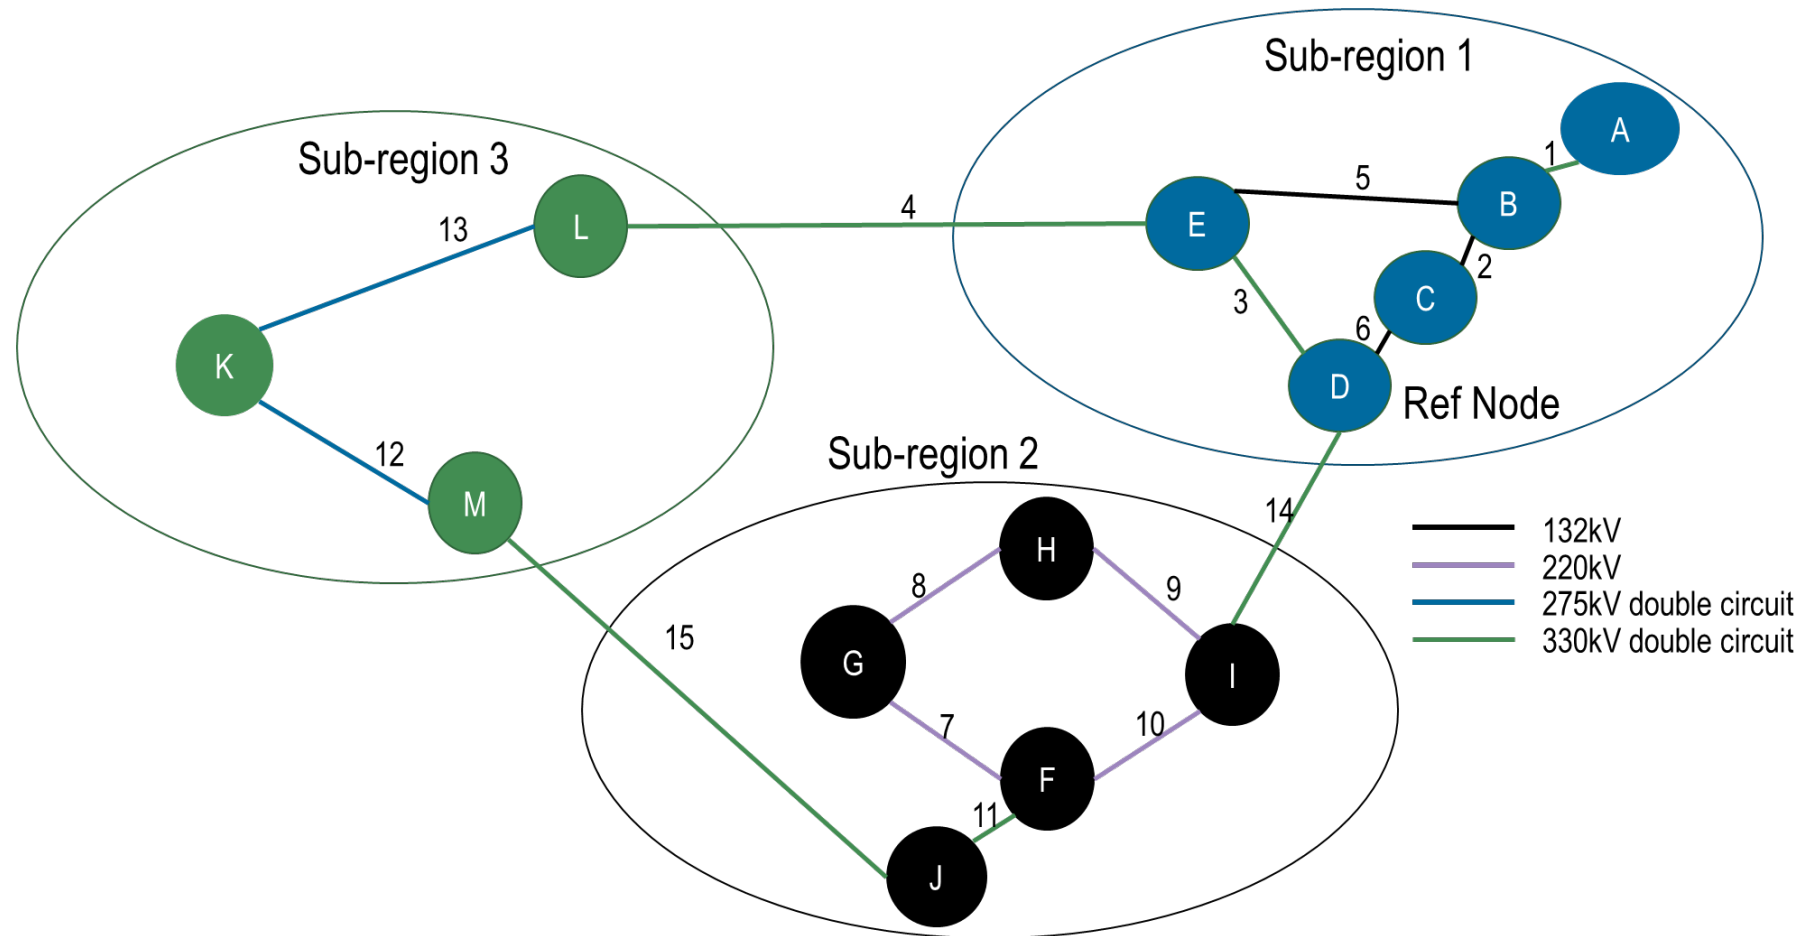 Sub-region 1
A
1
B
5
E
2
C
3
6
D
Ref Node
4
Sub-region 3
L
13
K
12
M
Sub-region 2
14
H
8
9
15
G
I
7
10
F
11
J
132kV
220kV
275kV double circuit
330kV double circuit